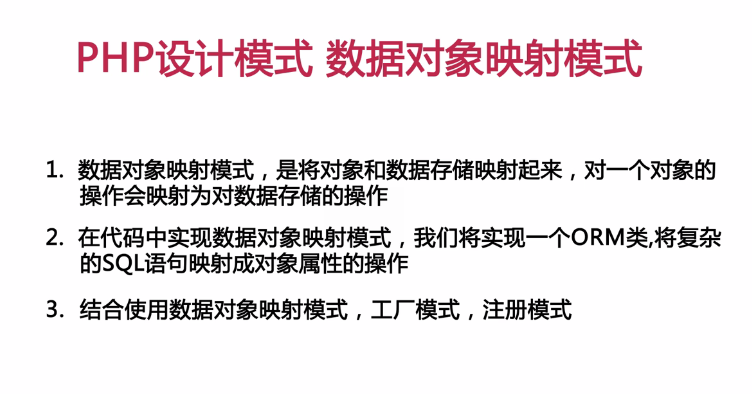 PHP设计模式 数据对象映射模式
1. 数据对象映射模式，是将对象和数据存储映射起来，对一个对象的
操作会映射为对数据存储的操作
2. 在代码中实现数据对象映射模式，我们将实现一个ORM类,将复杂
的SQL语句映射成对象属性的操作
3. 结合使用数据对象映射模式，工厂模式，注册模式